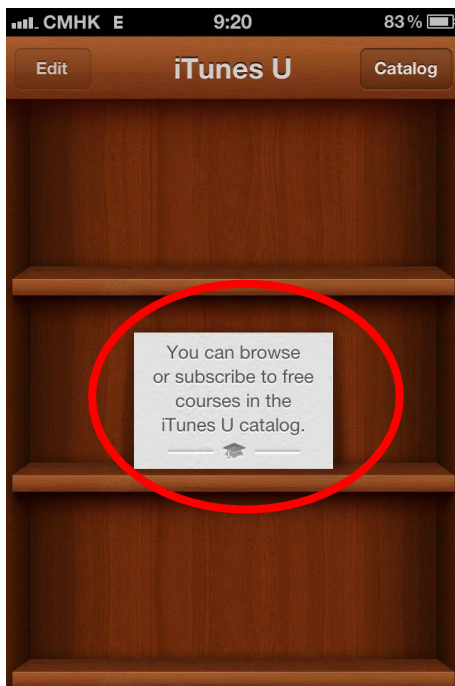 CMHK E 9:20 83%
Edit iTunes U Catalog
You can browse
or subscribe to free
courses in the
iTunes U catalog.